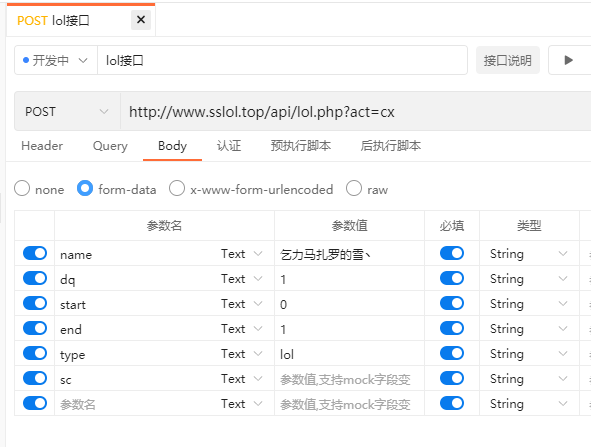 POST lol接口
开发中 lol接口 接口说明
POST http://www.sslol.top/api/lol.php?act=cx
Header Query Body 认证 预执行脚本 后执行脚本
none form-data x-www-form-urlencoded raw
参数名 参数值 必填 类型
name Text 乞力马扎罗的雪丶 String
dq Text 1 String
start Text 0 String
end Text 1 String
type Text lol String
sc Text 参数值,支持mock字段变 String
参数名 Text 参数值,支持mock字段变 String